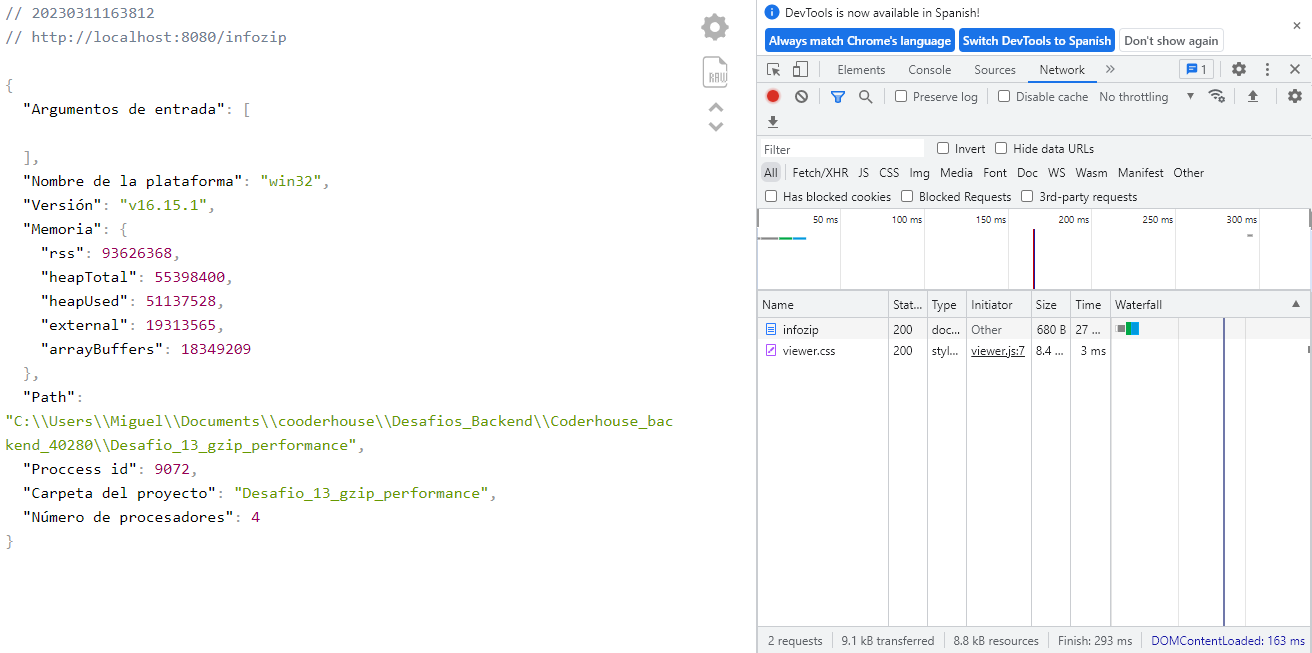 // 20230311163812
// http://localhost:8080/infozip
{
"Argumentos de entrada": [
],
"Nombre de la plataforma": "win32",
"Versión": "v16.15.1",
"Memoria": {
"rss": 93626368,
"heapTotal": 55398400,
"heapUsed": 51137528,
"external": 19313565,
"arrayBuffers": 18349209
},
"Path":
"C:\\Users\\Miguel\\Documents\\cooderhouse\\Desafios_Backend\\Coderhouse_bac
kend_40280\\Desafio_13_gzip_performance",
"Proccess id": 9072,
"Carpeta del proyecto": "Desafio_13_gzip_performance",
"Número de procesadores": 4
}
RAW
DevTools is now available in Spanish!
Always match Chrome's language Switch DevTools to Spanish Don't show again
Elements Console Sources Network 1
Preserve log Disable cache No throttling
Filter Invert Hide data URLs
All Fetch/XHR JS CSS Img Media Font Doc WS Wasm Manifest Other
Has blocked cookies Blocked Requests 3rd-party requests
50 ms 100 ms 150 ms 200 ms 250 ms 300 ms
Name Stat... Type Initiator Size Time Waterfall
infozip 200 doc... Other 680 B 27 ...
viewer.css 200 styl... viewer.js:7 8.4 ... 3 ms
2 requests 9.1 kB transferred 8.8 kB resources Finish: 293 ms DOMContentLoaded: 163 ms